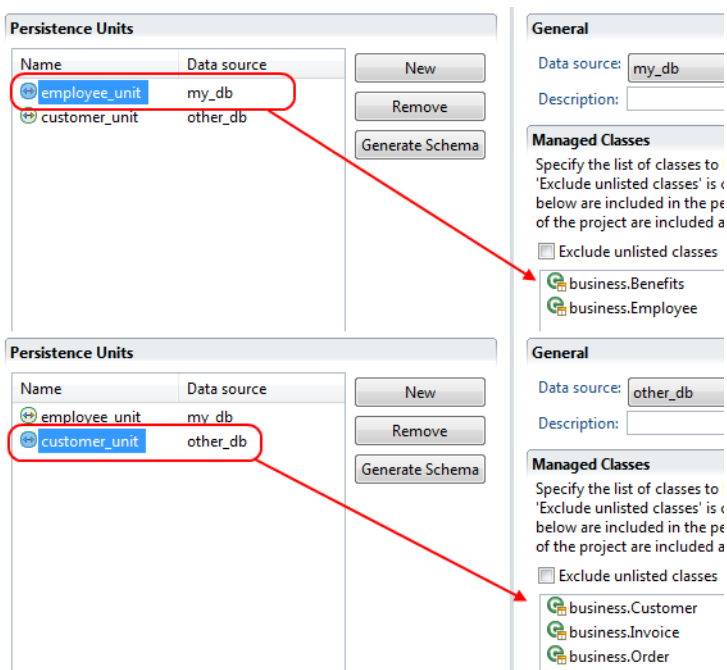 Persistence Units
Name Data source
employee_unit my_db
customer_unit other_db
New
Remove
Generate Schema
General
Data source: my_db
Description:
Managed Classes
Specify the list of classes to
'Exclude unlisted classes' is
below are included in the
of the project are included
Exclude unlisted classes
business.Benefits
business.Employee
Persistence Units
Name Data source
employee_unit my_db
customer_unit other_db
New
Remove
Generate Schema
General
Data source: other_db
Description:
Managed Classes
Specify the list of classes to
'Exclude unlisted classes' is
below are included in the
of the project are included
Exclude unlisted classes
business.Customer
business.Invoice
business.Order